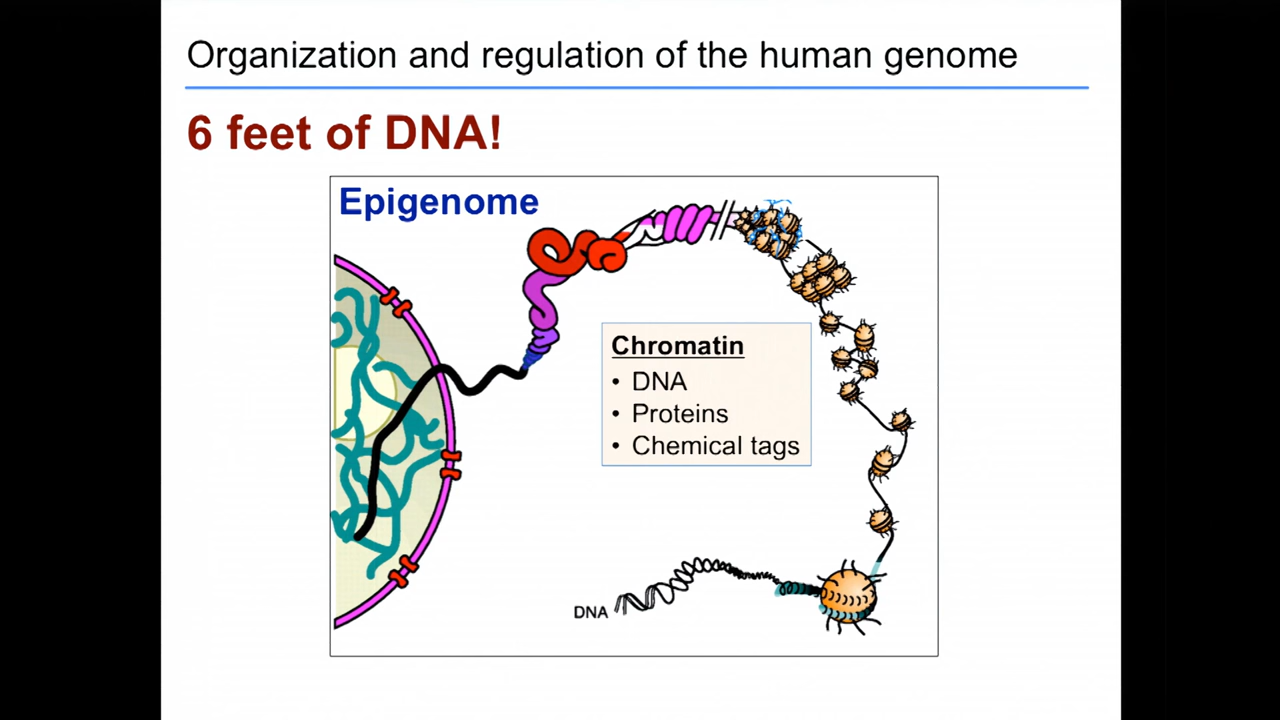 Organization and regulation of the human genome
6 feet of DNA!
Epigenome
Chromatin
• DNA
• Proteins
• Chemical tags
DNA